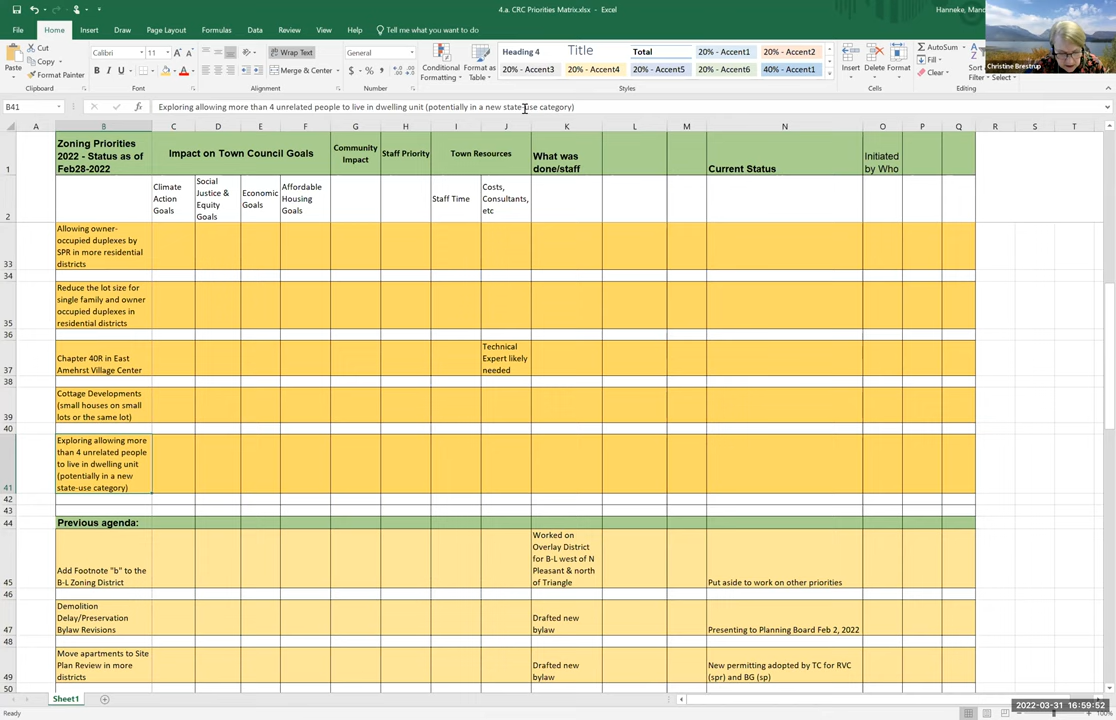 4.a. CRC Priorities Matrix.xlsx - Excel
Hanneke, Manc
File Home Insert Draw Page Layout Formulas Data Review View Help Tell me what you want to do
Paste Cut Copy Format Painter Clipboard
Calibri 11 B I U A Font
Wrap Text Merge & Center Alignment
General $ % , Number
Conditional Formatting Format as Table
Heading 4 Title Total 20% - Accent1 20% - Accent2
20% - Accent3 20% - Accent4 20% - Accent5 20% - Accent6 40% - Accent1
Styles
Insert Delete Format Cells
AutoSum Fill Clear
Christine Brestrup
B41 fx Exploring allowing more than 4 unrelated people to live in dwelling unit (potentially in a new state-use category)
A B C D E F G H I J K L M N O P Q R S T
1
Zoning Priorities
2022 - Status as of
Feb28-2022
Impact on Town Council Goals
Community
Impact
Staff Priority
Town Resources
What was
done/staff
Current Status
Initiated
by Who
2
Climate
Action
Goals
Social
Justice &
Equity
Goals
Economic
Goals
Affordable
Housing
Goals
Staff Time
Costs,
Consultants,
etc
33
Allowing owner-
occupied duplexes by
SPR in more residential
districts
34
35
Reduce the lot size for
single family and owner
occupied duplexes in
residential districts
36
37
Chapter 40R in East
Amehrst Village Center
Technical
Expert likely
needed
38
39
Cottage Developments
(small houses on small
lots or the same lot)
40
41
Exploring allowing more
than 4 unrelated people
to live in dwelling unit
(potentially in a new
state-use category)
42
43
44
Previous agenda:
45
Add Footnote "b" to the
B-L Zoning District
Worked on
Overlay District
for B-L west of N
Pleasant & north
of Triangle
Put aside to work on other priorities
46
47
Demolition
Delay/Preservation
Bylaw Revisions
Drafted new
bylaw
Presenting to Planning Board Feb 2, 2022
48
49
Move apartments to Site
Plan Review in more
districts
Drafted new
bylaw
New permitting adopted by TC for RVC
(spr) and BG (sp)
50
Sheet1
Ready
2022-03-31 16:59:52
100%